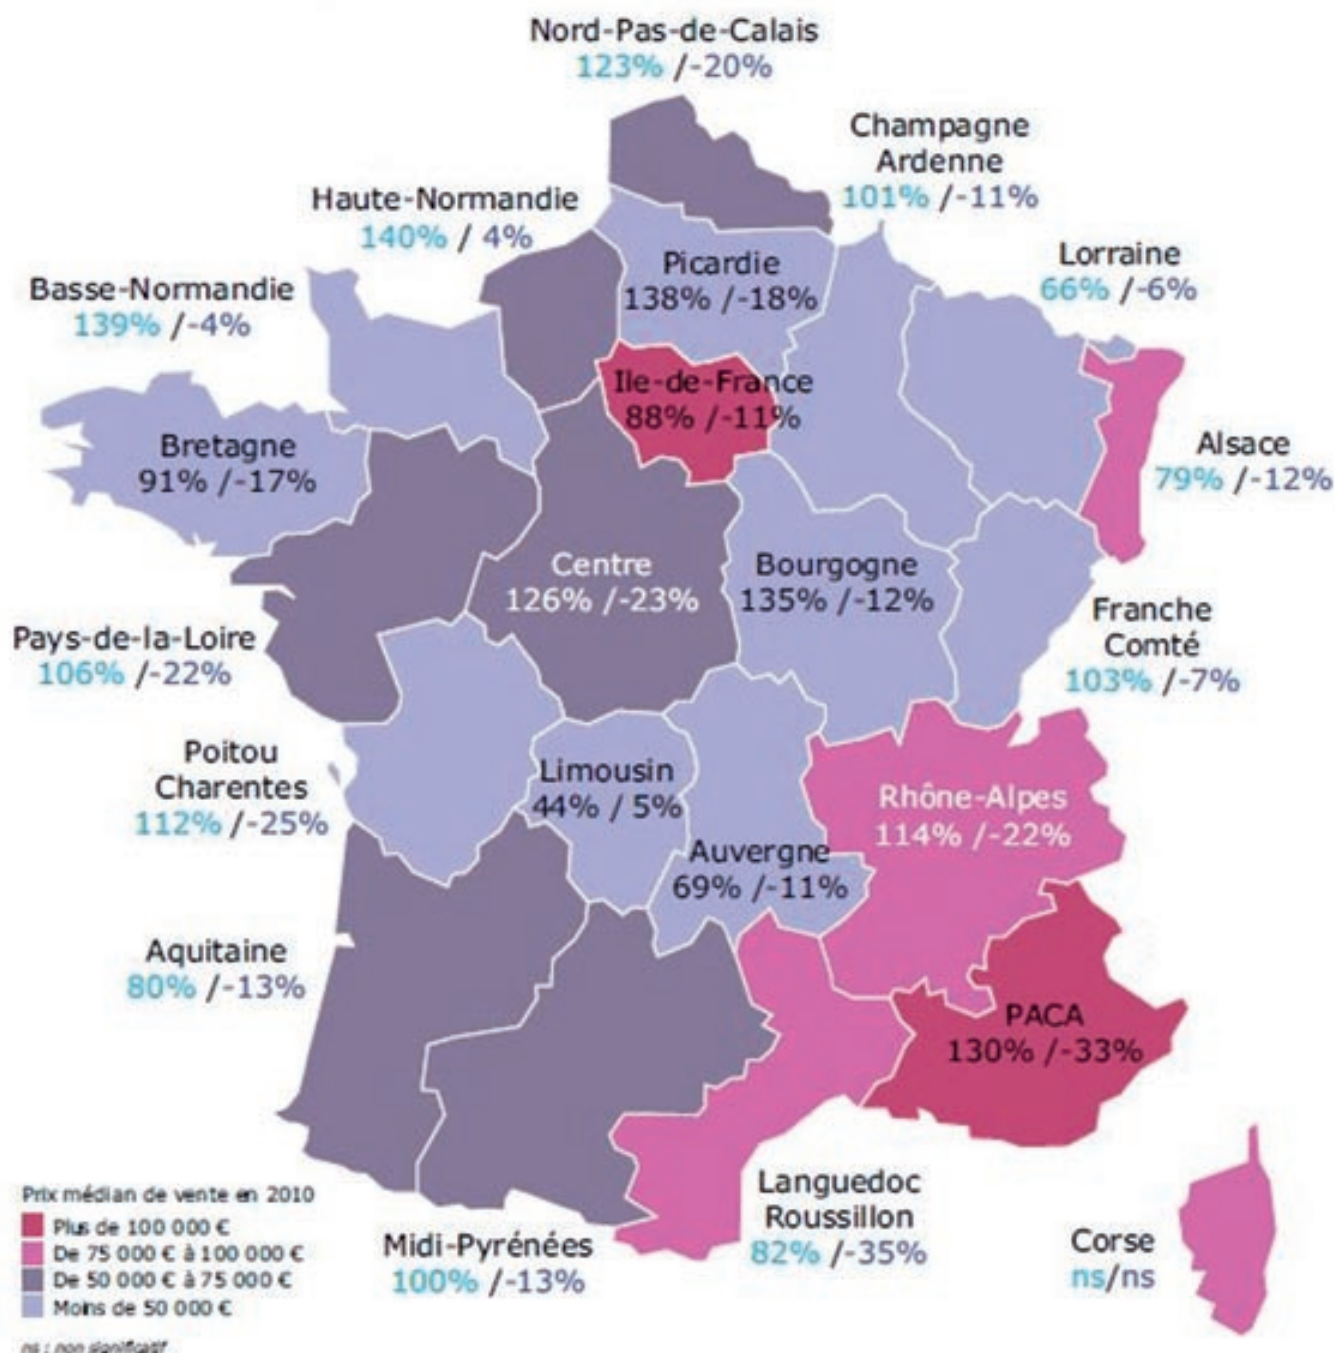 Nord-Pas-de-Calais
123% /-20%
Champagne
Ardenne
101% /-11%
Haute-Normandie
140% / 4%
Lorraine
66% /-6%
Picardie
138% /-18%
Basse-Normandie
139% /-4%
Ile-de-France
88% /-11%
Bretagne
91% /-17%
Alsace
79% /-12%
Centre
126% /-23%
Bourgogne
135% /-12%
Franche
Comté
103% /-7%
Pays-de-la-Loire
106% /-22%
Poitou
Charentes
112% /-25%
Limousin
44% / 5%
Rhône-Alpes
114% /-22%
Auvergne
69% /-11%
Aquitaine
80% /-13%
PACA
130% /-33%
Languedoc
Roussillon
82% /-35%
Midi-Pyrénées
100% /-13%
Corse
ns/ns
Prix médian de vente en 2010
Plus de 100 000 €
De 75 000 € à 100 000 €
De 50 000 € à 75 000 €
Moins de 50 000 €
ns : non significatif